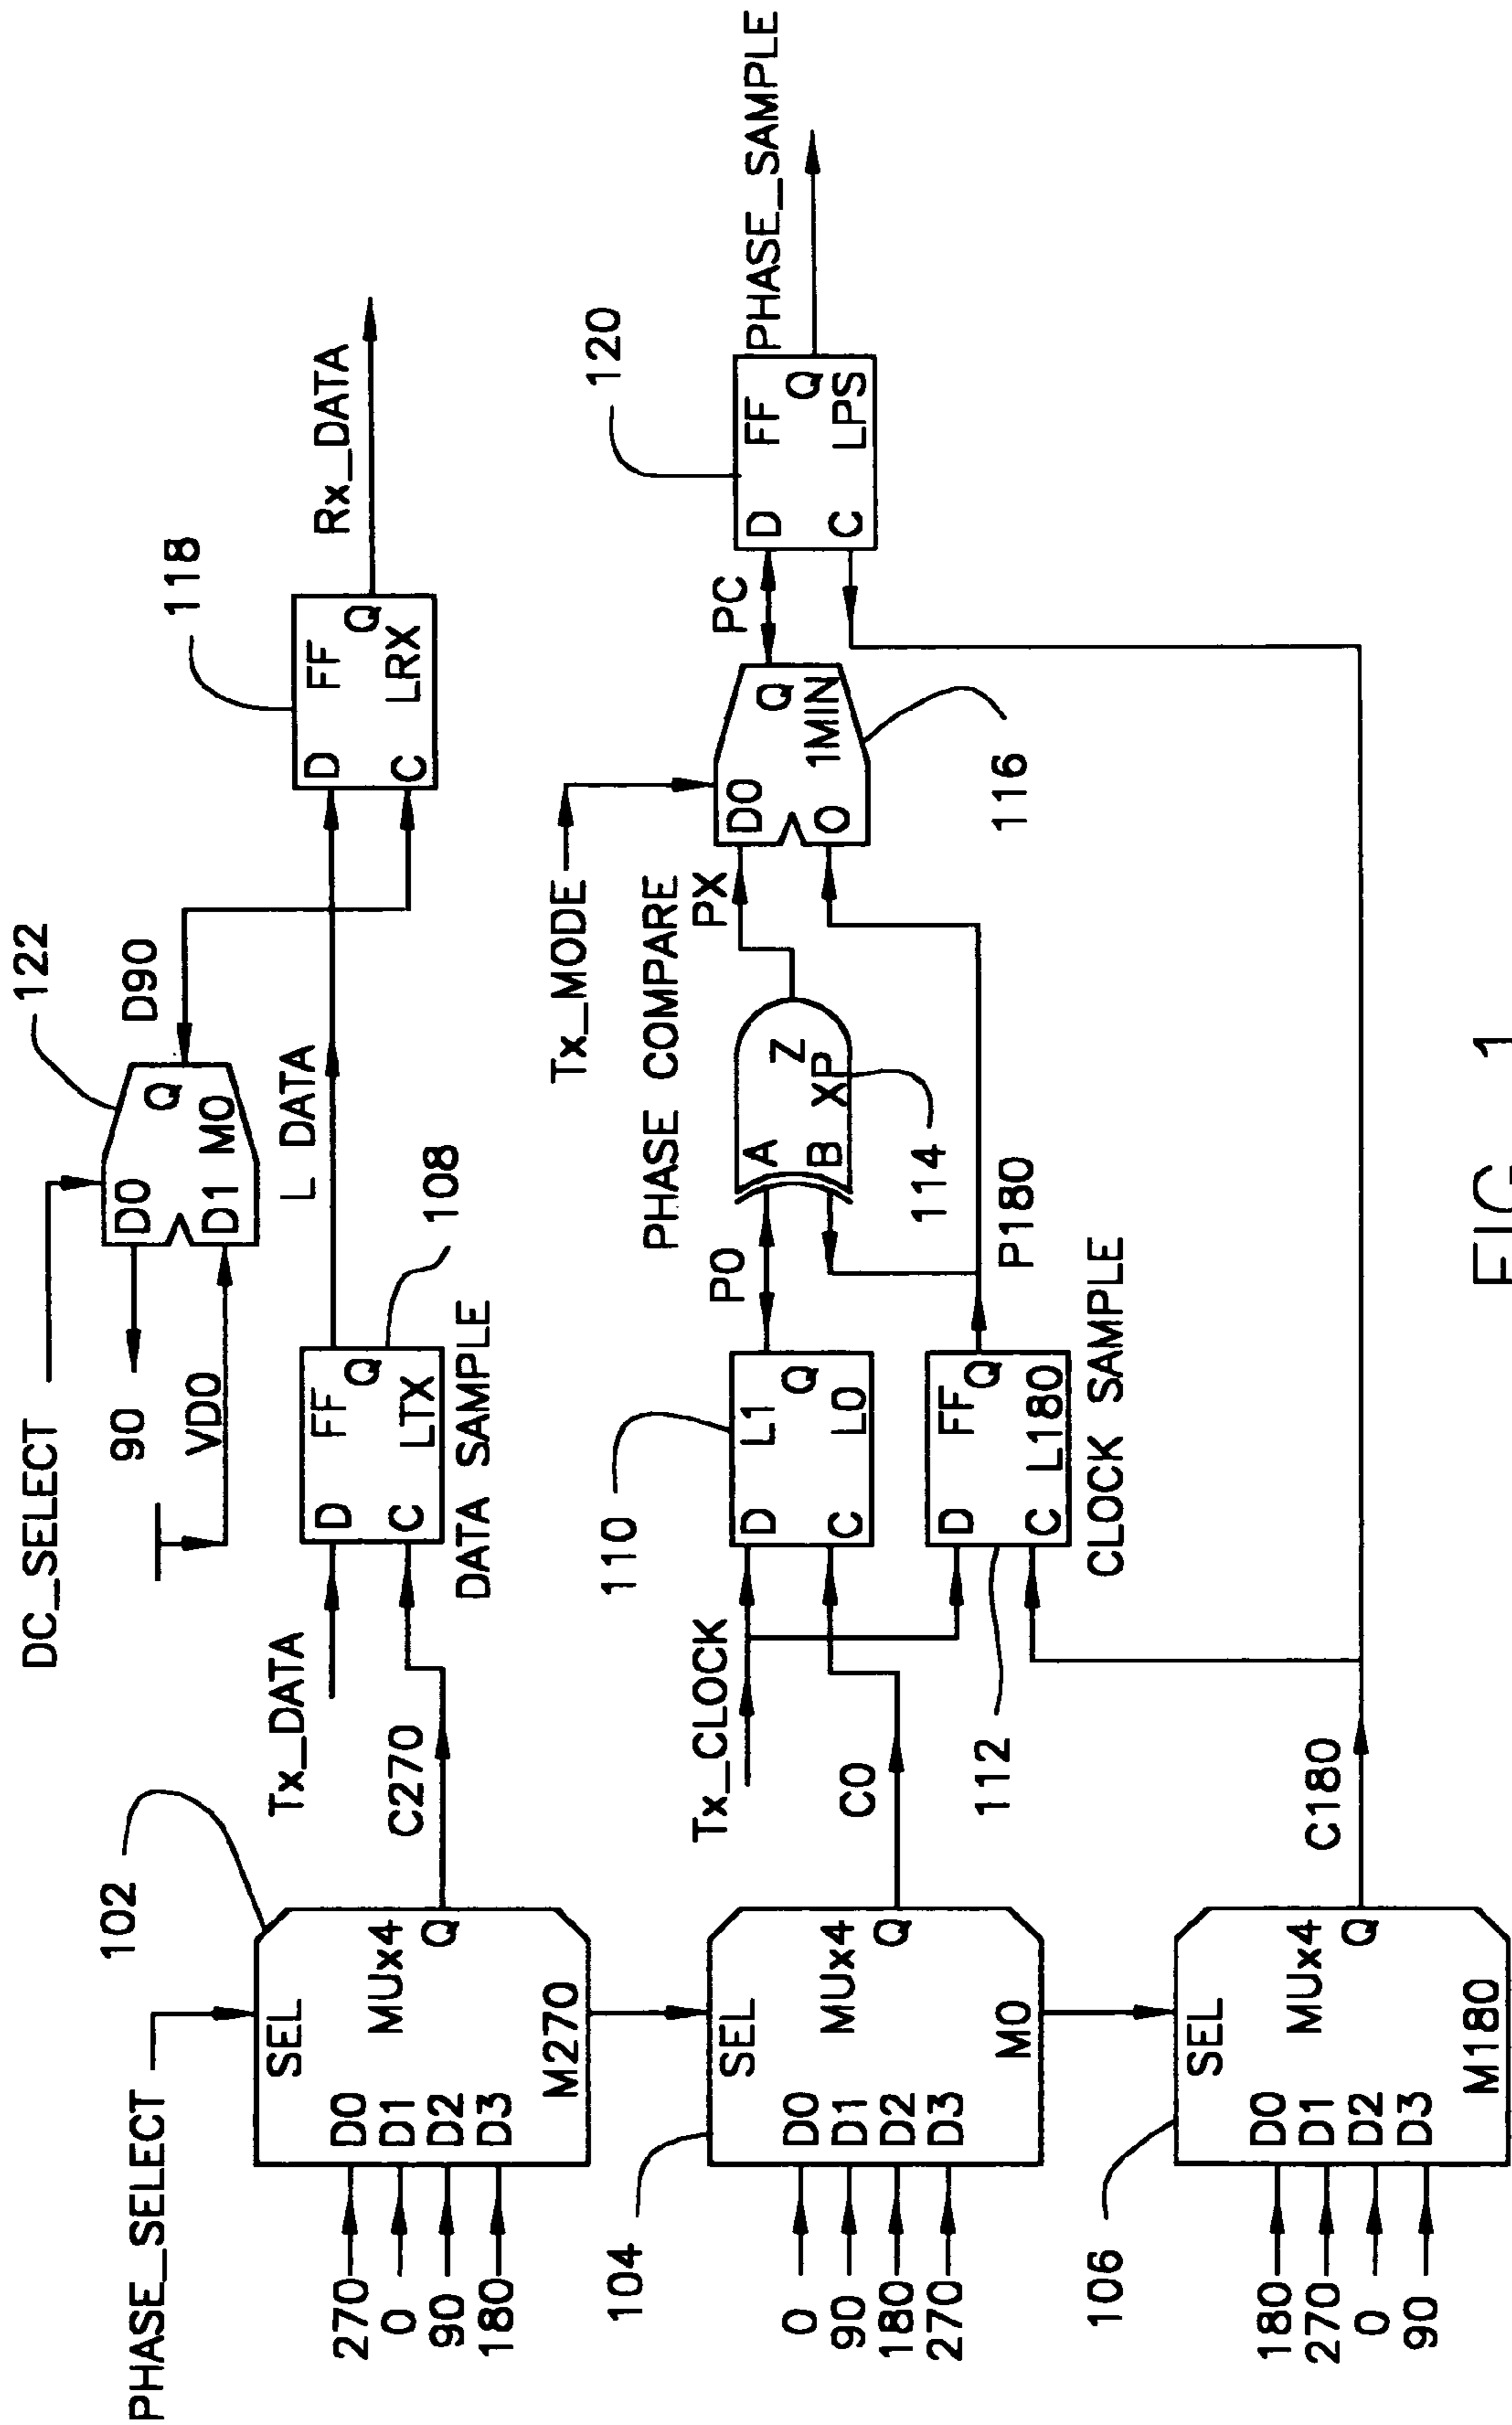 PHASE_SELECT
102
SEL
MUx4
270
D0
0
D1
Q
90
D2
180
D3
M270
C270
104
SEL
MUx4
0
D0
90
D1
Q
180
D2
270
D3
M0
C0
106
SEL
MUx4
180
D0
270
D1
Q
0
D2
90
D3
M180
C180
DC_SELECT
122
D0
Q
D1
M0
90
VD0
D90
Tx_DATA
D
FF
Q
C
LTX
DATA SAMPLE
108
L DATA
118
D
FF
Q
C
LRX
Rx_DATA
Tx_CLOCK
110
D
L1
Q
C
L0
P0
112
D
FF
Q
C
L180
CLOCK SAMPLE
P180
PHASE COMPARE
A
Z
B
XP
114
PX
Tx_MODE
D0
Q
O
1MIN
116
PC
120
D
FF
Q
C
LPS
PHASE_SAMPLE
FIG. 1